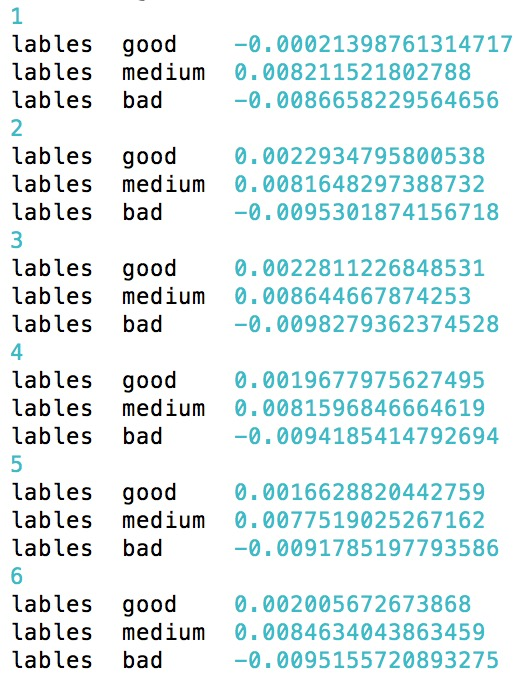 1
lables  good    -0.00021398761314717
lables  medium  0.008211521802788
lables  bad     -0.0086658229564656
2
lables  good    0.0022934795800538
lables  medium  0.0081648297388732
lables  bad     -0.0095301874156718
3
lables  good    0.0022811226848531
lables  medium  0.008644667874253
lables  bad     -0.0098279362374528
4
lables  good    0.0019677975627495
lables  medium  0.0081596846664619
lables  bad     -0.0094185414792694
5
lables  good    0.0016628820442759
lables  medium  0.0077519025267162
lables  bad     -0.0091785197793586
6
lables  good    0.002005672673868
lables  medium  0.0084634043863459
lables  bad     -0.0095155720893275